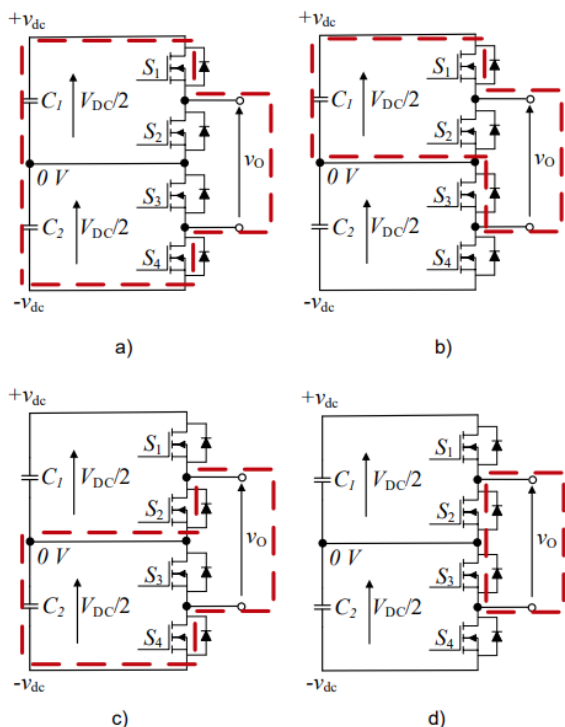 +vdc
S1
C1
VDC/2
S2
vO
0 V
S3
C2
VDC/2
S4
-vdc
a)
+vdc
S1
C1
VDC/2
S2
vO
0 V
S3
C2
VDC/2
S4
-vdc
b)
+vdc
S1
C1
VDC/2
S2
vO
0 V
S3
C2
VDC/2
S4
-vdc
c)
+vdc
S1
C1
VDC/2
S2
vO
0 V
S3
C2
VDC/2
S4
-vdc
d)